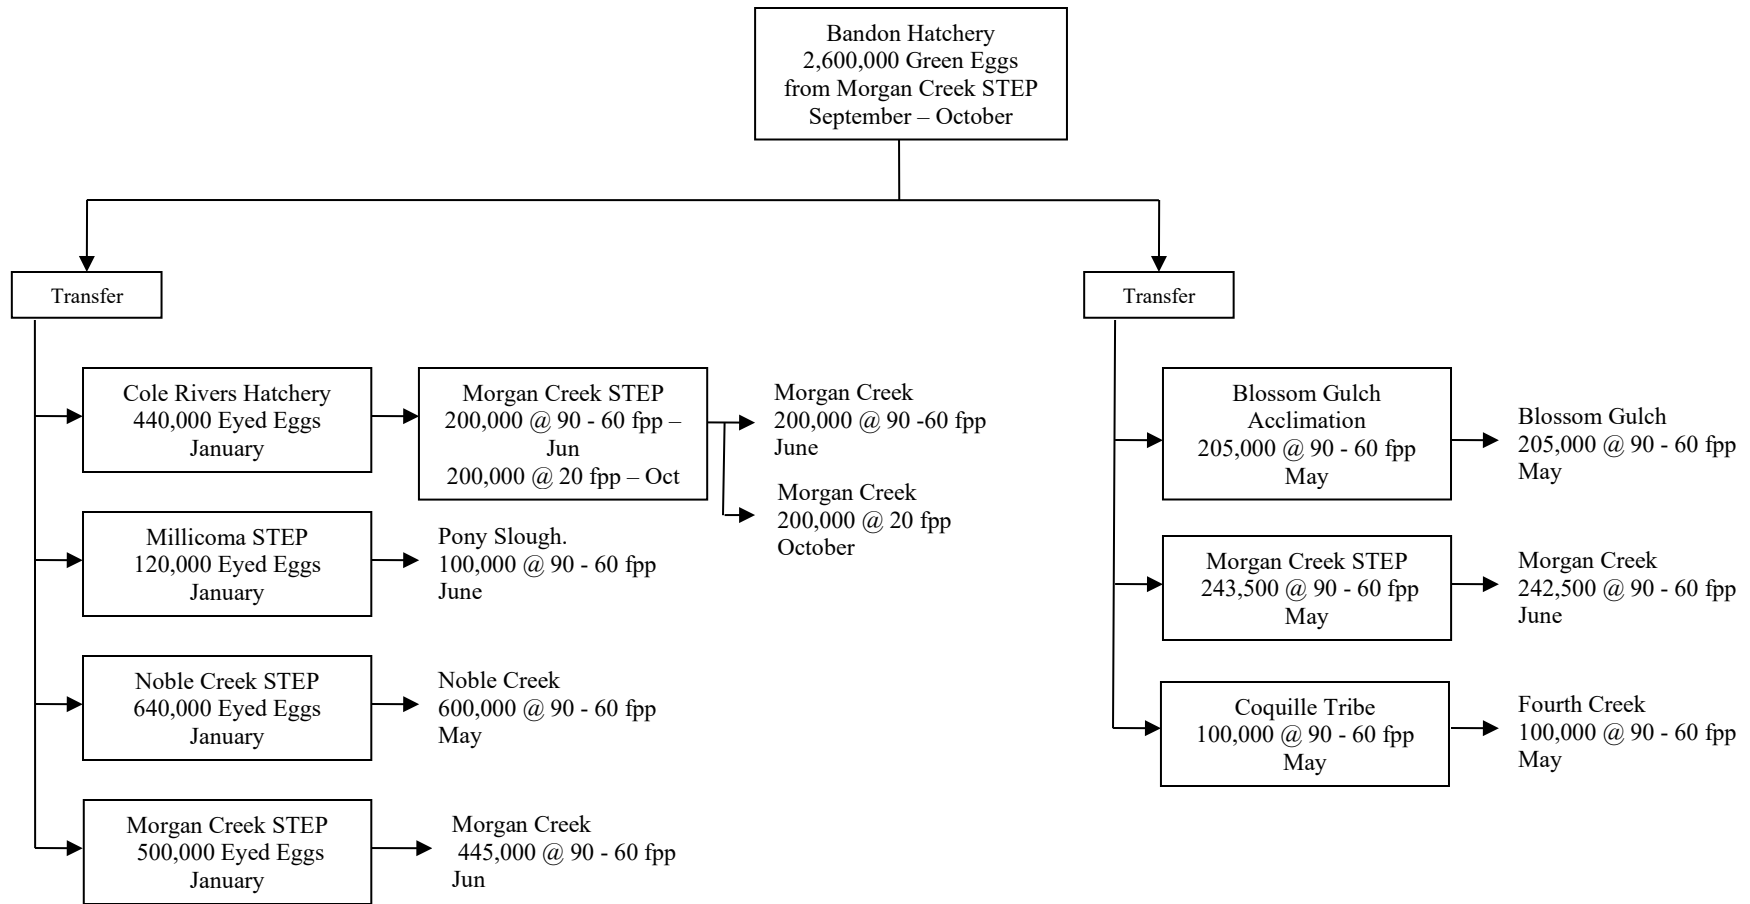 Bandon Hatchery
2,600,000 Green Eggs
from Morgan Creek STEP
September – October
Transfer
Cole Rivers Hatchery
440,000 Eyed Eggs
January
Morgan Creek STEP
200,000 @ 90 - 60 fpp –
Jun
200,000 @ 20 fpp – Oct
Morgan Creek
200,000 @ 90 -60 fpp
June
Morgan Creek
200,000 @ 20 fpp
October
Millicoma STEP
120,000 Eyed Eggs
January
Pony Slough.
100,000 @ 90 - 60 fpp
June
Noble Creek STEP
640,000 Eyed Eggs
January
Noble Creek
600,000 @ 90 - 60 fpp
May
Morgan Creek STEP
500,000 Eyed Eggs
January
Morgan Creek
445,000 @ 90 - 60 fpp
Jun
Transfer
Blossom Gulch
Acclimation
205,000 @ 90 - 60 fpp
May
Blossom Gulch
205,000 @ 90 - 60 fpp
May
Morgan Creek STEP
243,500 @ 90 - 60 fpp
May
Morgan Creek
242,500 @ 90 - 60 fpp
June
Coquille Tribe
100,000 @ 90 - 60 fpp
May
Fourth Creek
100,000 @ 90 - 60 fpp
May